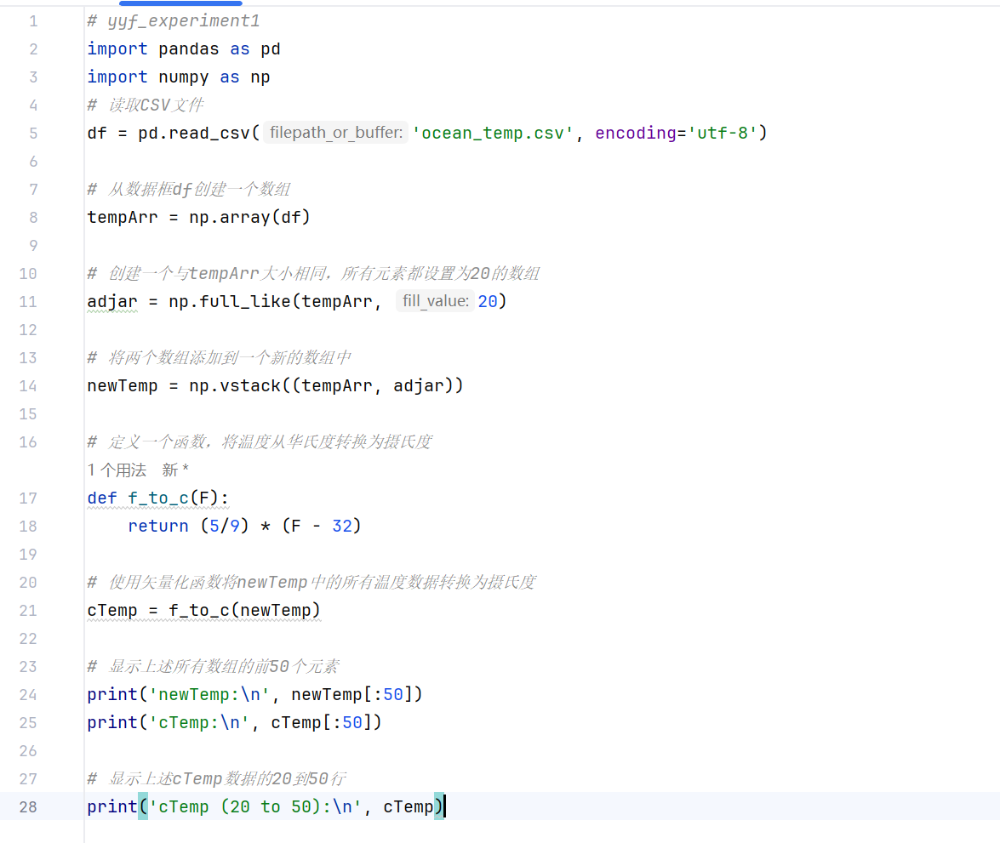 1 # yyf_experiment1
2 import pandas as pd
3 import numpy as np
4 # 读取CSV文件
5 df = pd.read_csv( filepath_or_buffer: 'ocean_temp.csv', encoding='utf-8')
6
7 # 从数据框df创建一个数组
8 tempArr = np.array(df)
9
10 # 创建一个与tempArr大小相同，所有元素都设置为20的数组
11 adjar = np.full_like(tempArr, fill_value: 20)
12
13 # 将两个数组添加到一个新的数组中
14 newTemp = np.vstack((tempArr, adjar))
15
16 # 定义一个函数，将温度从华氏度转换为摄氏度
1 个用法 新 *
17 def f_to_c(F):
18     return (5/9) * (F - 32)
19
20 # 使用矢量化函数将newTemp中的所有温度数据转换为摄氏度
21 cTemp = f_to_c(newTemp)
22
23 # 显示上述所有数组的前50个元素
24 print('newTemp:\n', newTemp[:50])
25 print('cTemp:\n', cTemp[:50])
26
27 # 显示上述cTemp数据的20到50行
28 print('cTemp (20 to 50):\n', cTemp)